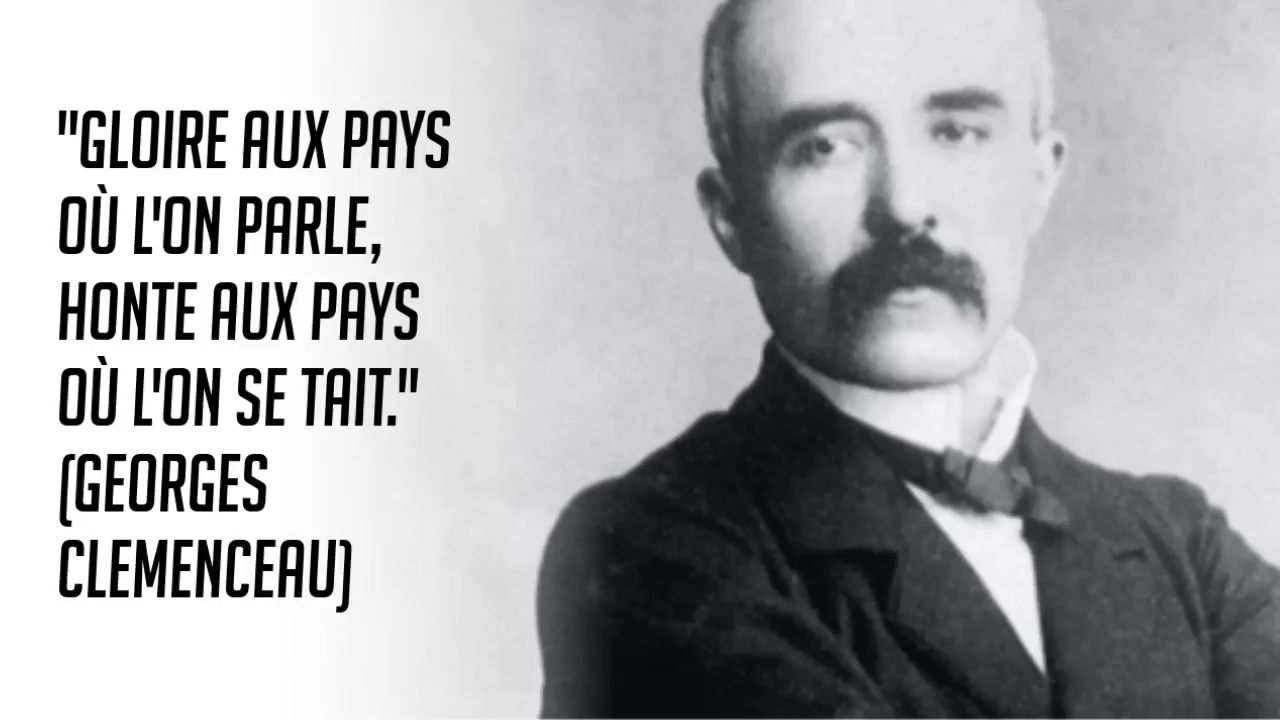 "GLOIRE AUX PAYS
OÙ L'ON PARLE,
HONTE AUX PAYS
OÙ L'ON SE TAIT."
(GEORGES
CLEMENCEAU)